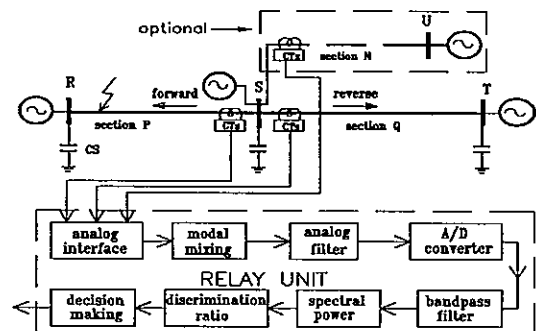 optional
U
section N
CTs
R
forward
S
reverse
T
section P
CTs
CTs
section Q
CS
analog interface
modal mixing
analog filter
A/D converter
RELAY UNIT
decision making
discrimination ratio
spectral power
bandpass filter